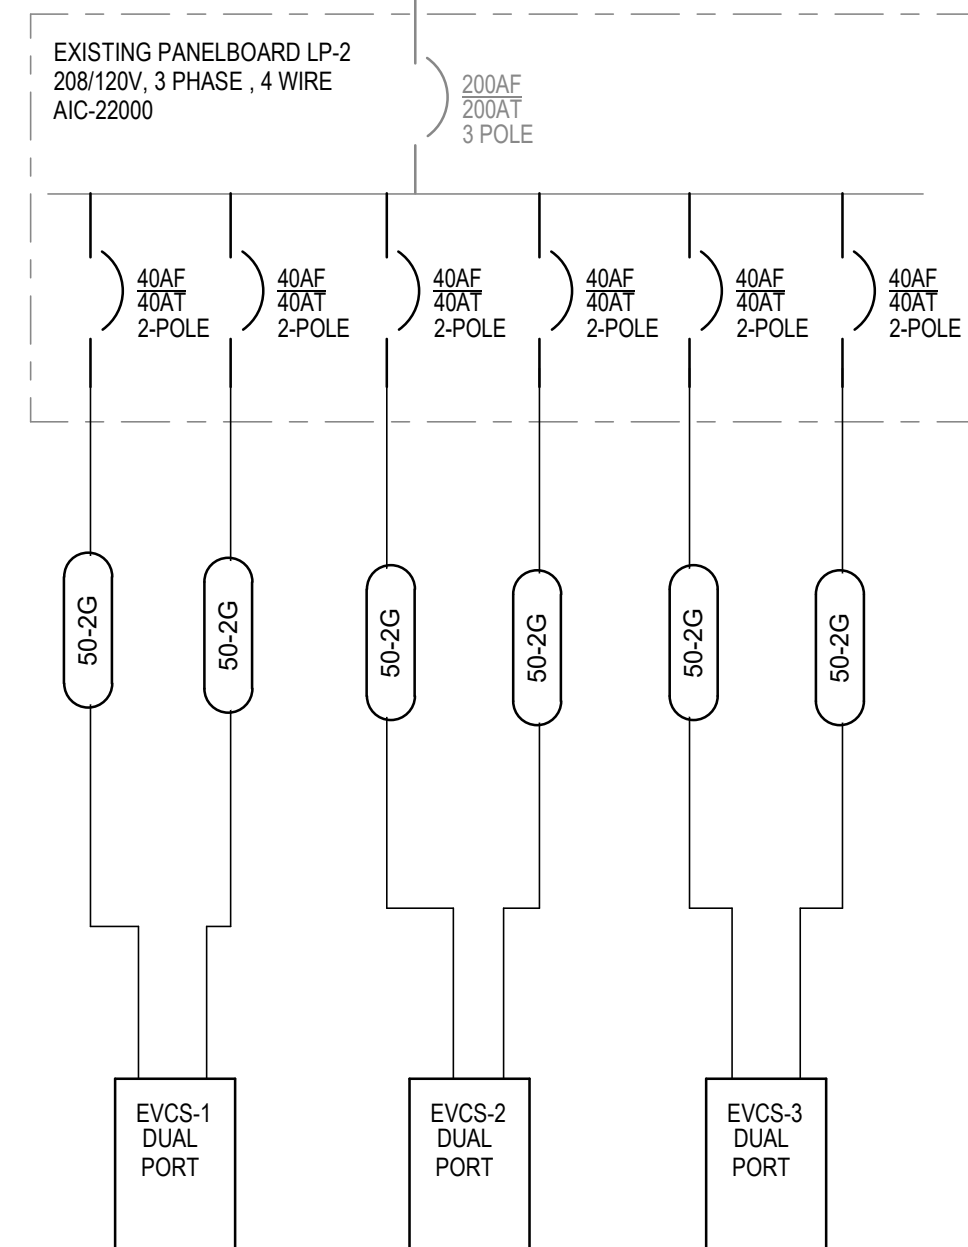 EXISTING PANELBOARD LP-2
208/120V, 3 PHASE , 4 WIRE
AIC-22000
200AF
200AT
3 POLE
40AF
40AT
2-POLE
40AF
40AT
2-POLE
40AF
40AT
2-POLE
40AF
40AT
2-POLE
40AF
40AT
2-POLE
40AF
40AT
2-POLE
50-2G
50-2G
50-2G
50-2G
50-2G
50-2G
EVCS-1
DUAL
PORT
EVCS-2
DUAL
PORT
EVCS-3
DUAL
PORT